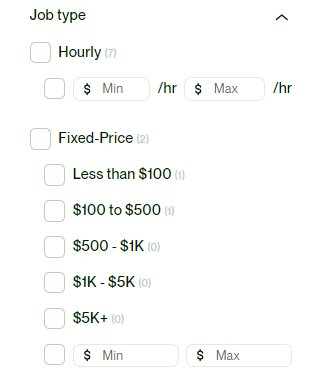 Job type
Hourly (7)
$ Min /hr $ Max /hr
Fixed-Price (2)
Less than $100 (1)
$100 to $500 (1)
$500 - $1K (0)
$1K - $5K (0)
$5K+ (0)
$ Min $ Max